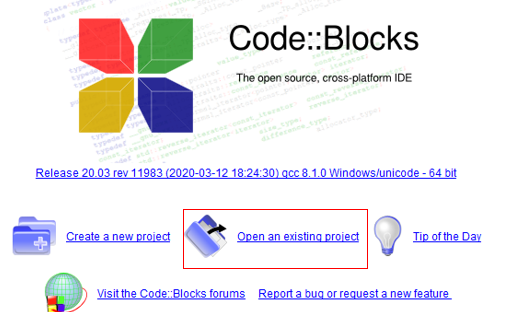 Code::Blocks
The open source, cross-platform IDE
Release 20.03 rev 11983 (2020-03-12 18:24:30) gcc 8.1.0 Windows/unicode - 64 bit
Create a new project
Open an existing project
Tip of the Day
Visit the Code::Blocks forums
Report a bug or request a new feature